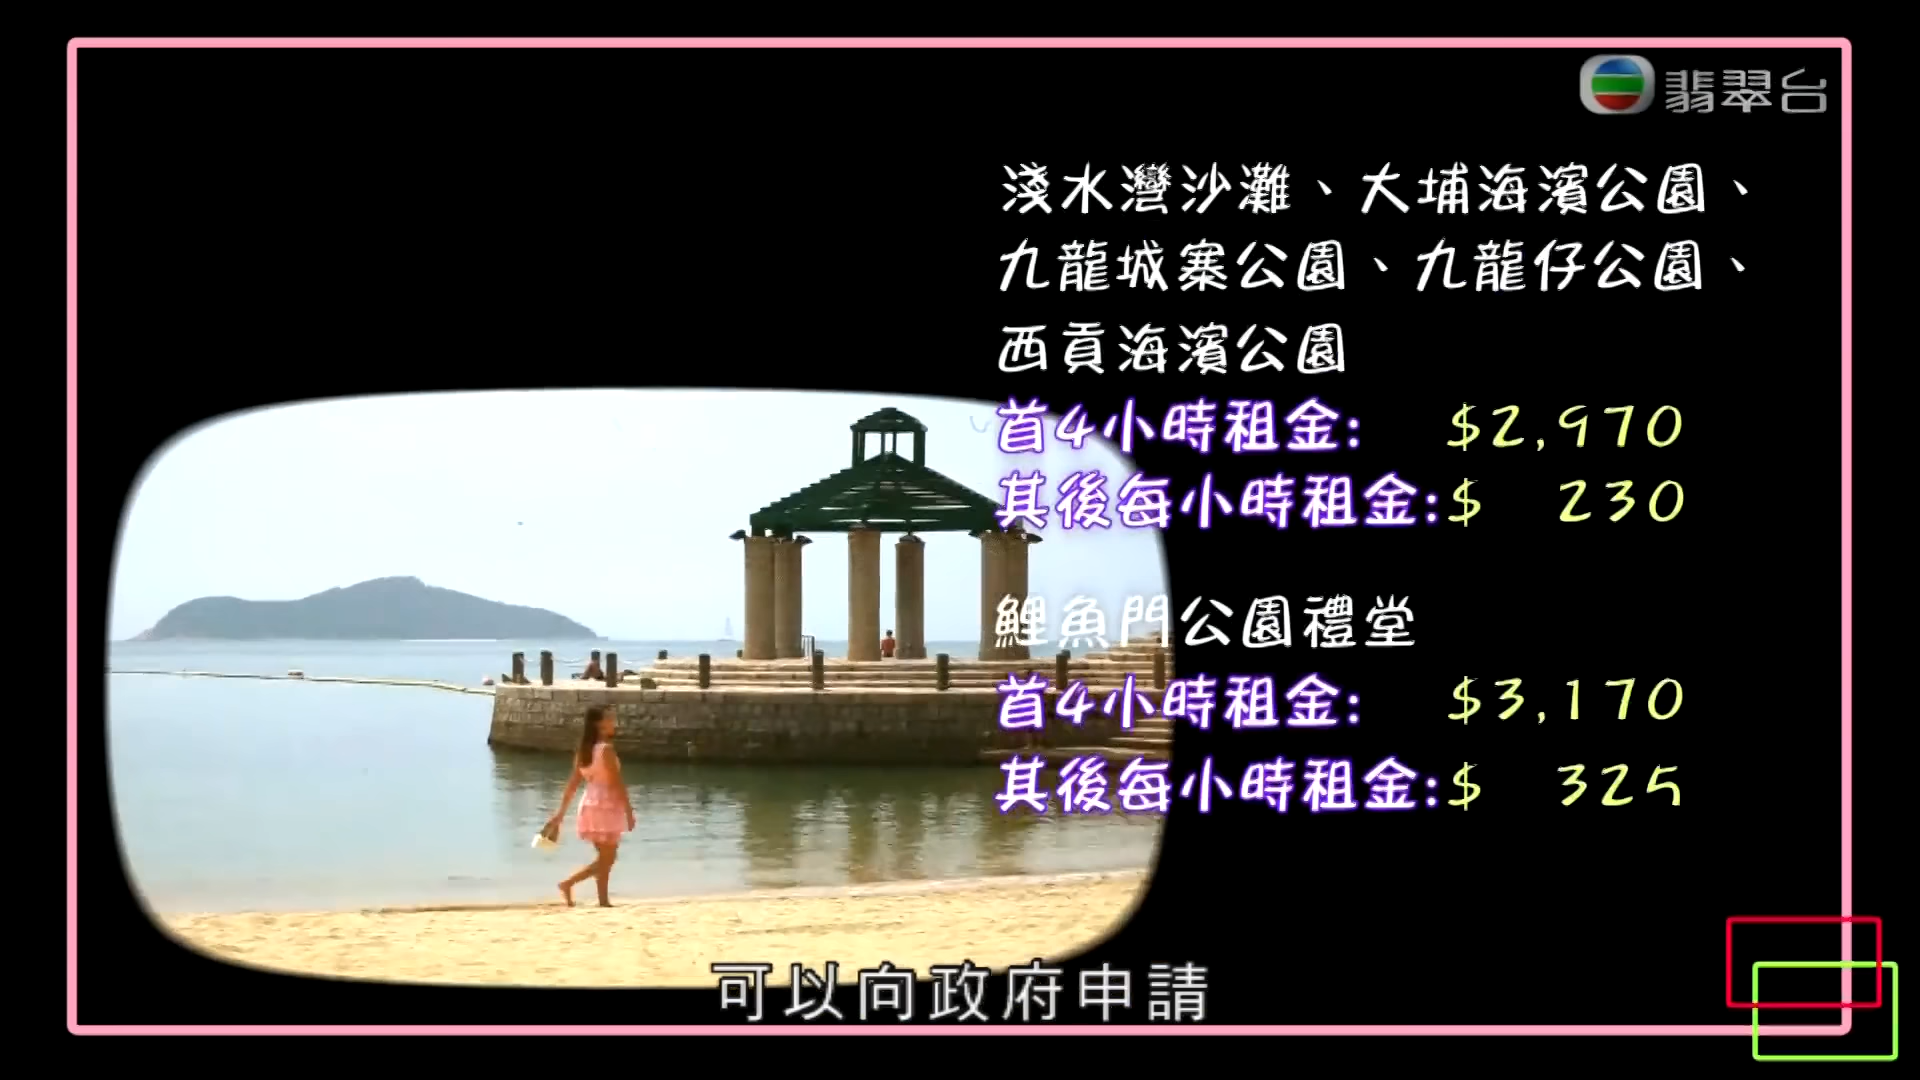 翡翠台
淺水灣沙灘、大埔海濱公園、
九龍城寨公園、九龍仔公園、
西貢海濱公園
首4小時租金: $2,970
其後每小時租金:$ 230
鯉魚門公園禮堂
首4小時租金: $3,170
其後每小時租金:$ 325
可以向政府申請